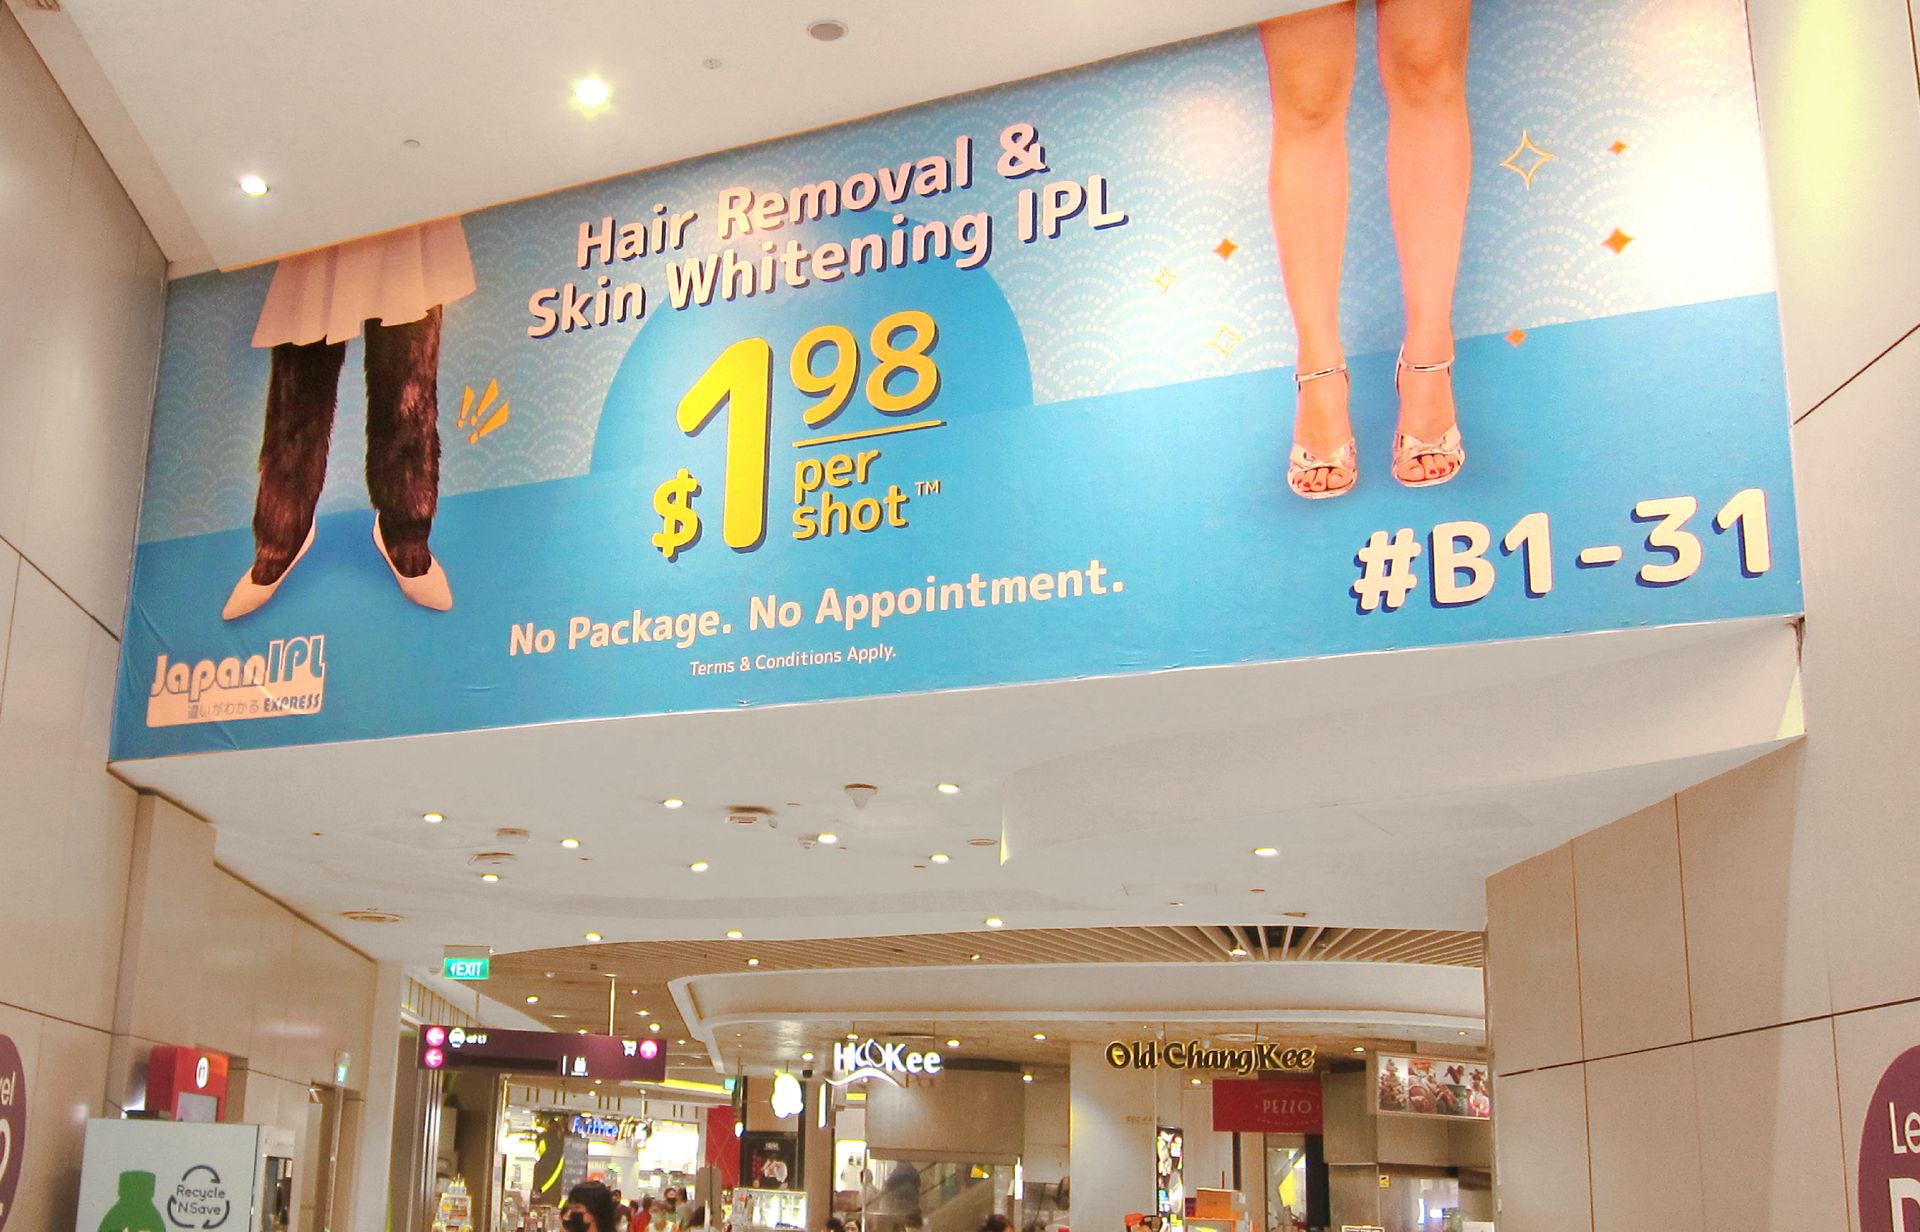 Hair Removal &
Skin Whitening IPL
$1 98
per
shot™
No Package. No Appointment.
Terms & Conditions Apply.
#B1-31
JapanIPL
違いがわかる EXPRESS
EXIT
Old Chang Kee
PEZZO
Recycle
N Save